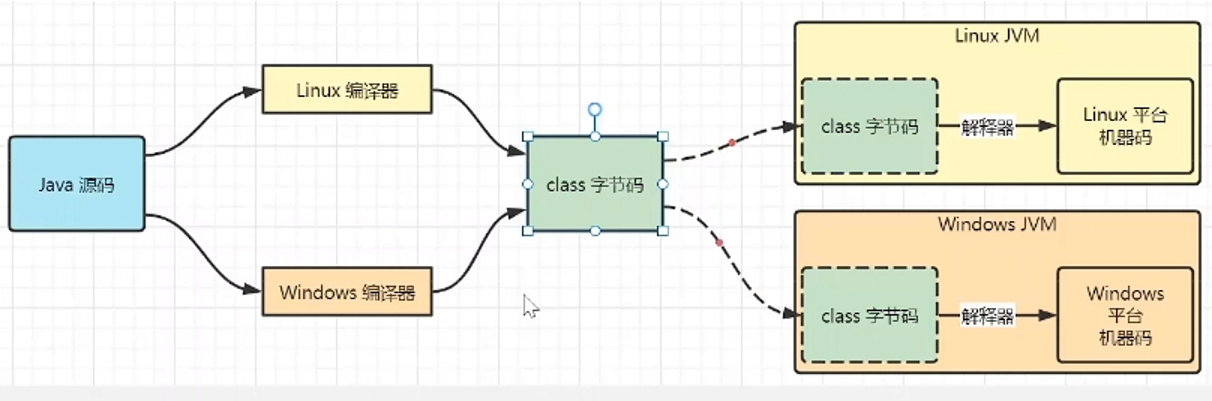 Java 源码
Linux 编译器
Windows 编译器
class 字节码
Linux JVM
class 字节码
解释器
Linux 平台
机器码
Windows JVM
class 字节码
解释器
Windows
平台
机器码